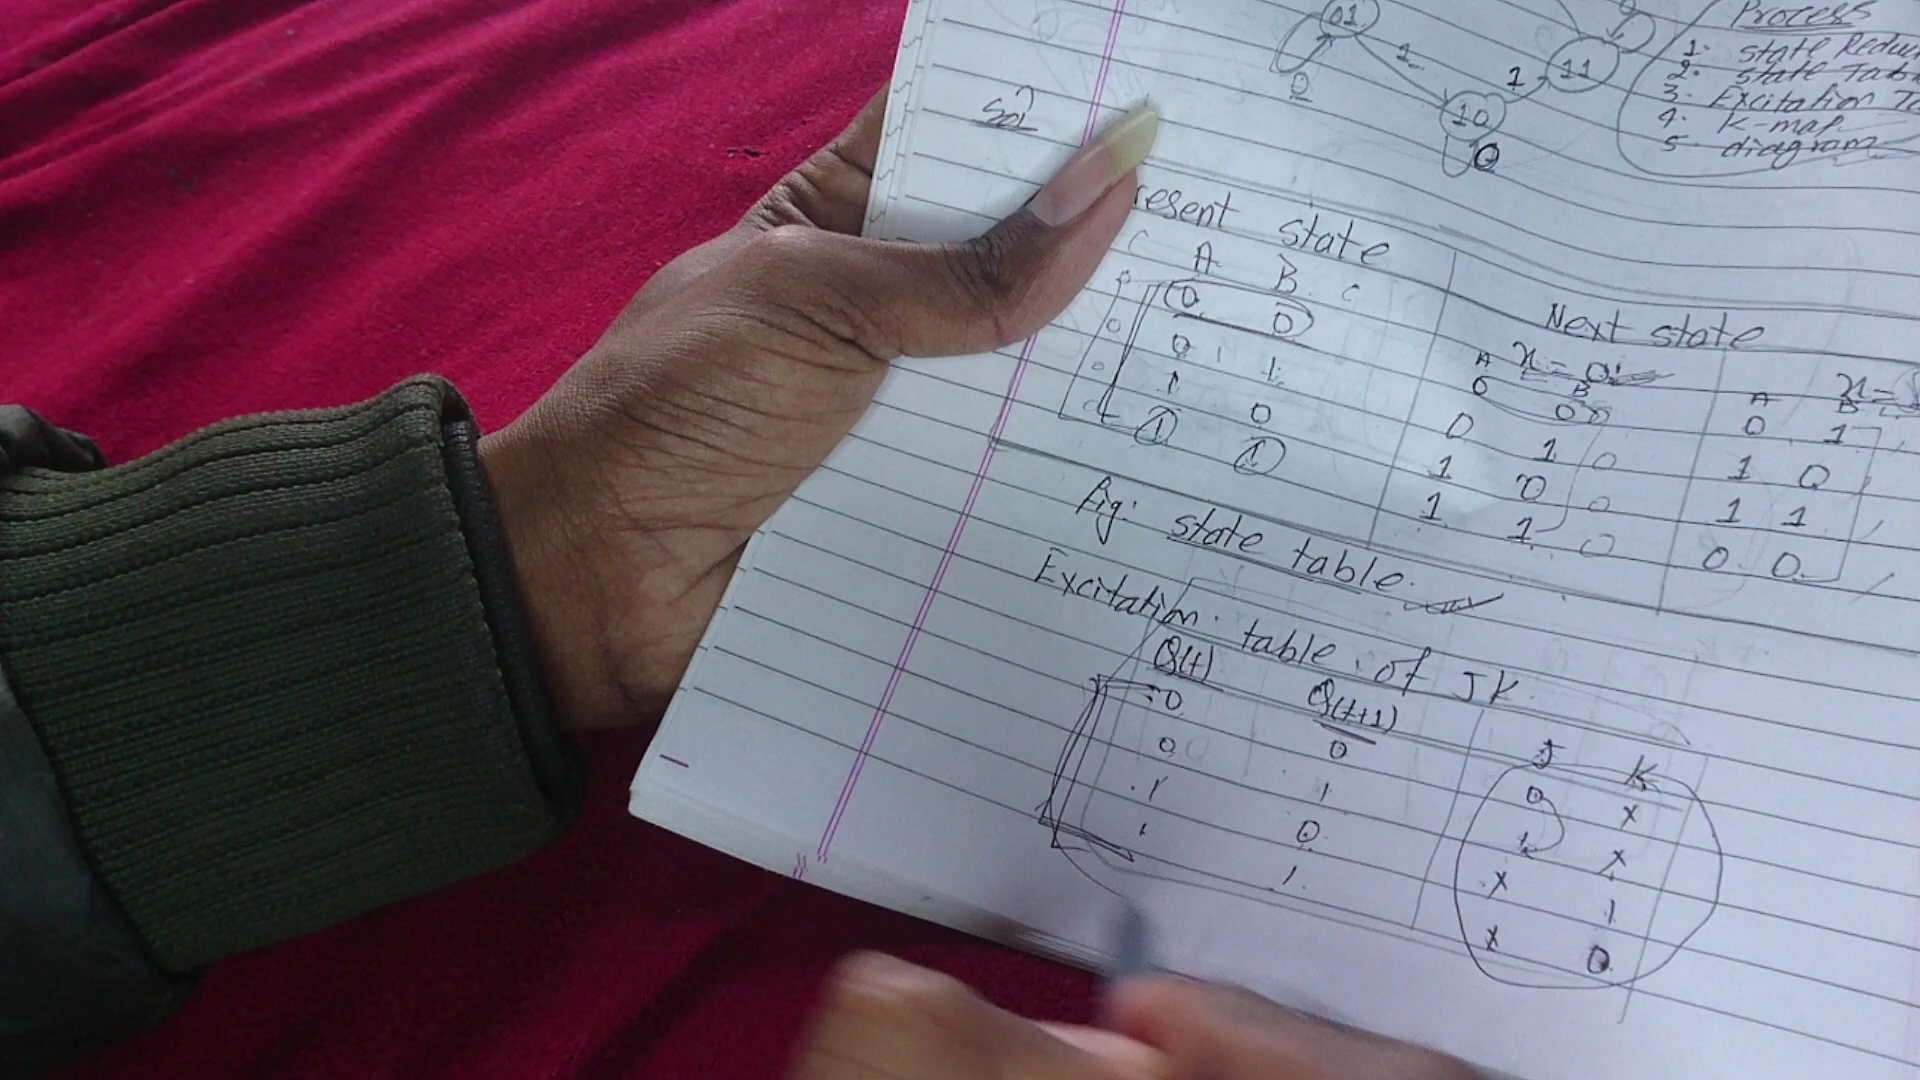 01
1
11
1
10
0
0
Process
1. state Reduc
2. state Tab
3. Excitation Ta
4. K-map
5. diagram
Sol
resent state
Next state
C A B C
x=0
x=
A B
A B
0 0
0 0
0 1
0 1
0 1
1 0
1 0
1 0
1 1
1 1
1 1
0 0
Fig: state table.
Excitation table of JK.
Q(t) Q(t+1) J K
0 0 0 X
0 1 1 X
1 0 X 1
1 1 X 0